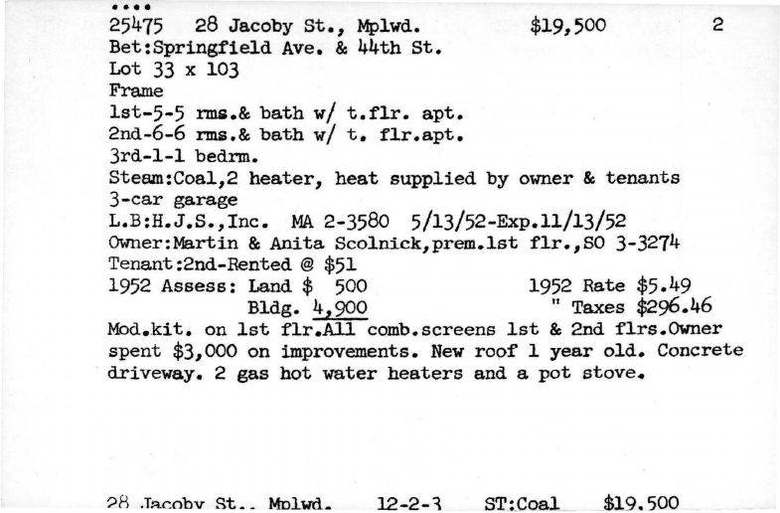 ••••
25475 28 Jacoby St., Mplwd. $19,500 2
Bet:Springfield Ave. & 44th St.
Lot 33 x 103
Frame
1st-5-5 rms.& bath w/ t.flr. apt.
2nd-6-6 rms.& bath w/ t. flr.apt.
3rd-1-1 bedrm.
Steam:Coal,2 heater, heat supplied by owner & tenants
3-car garage
L.B:H.J.S.,Inc. MA 2-3580 5/13/52-Exp.11/13/52
Owner:Martin & Anita Scolnick,prem.1st flr.,SO 3-3274
Tenant:2nd-Rented @ $51
1952 Assess: Land $ 500 1952 Rate $5.49
Bldg. 4,900 " Taxes $296.46
Mod.kit. on 1st flr.All comb.screens 1st & 2nd flrs.Owner
spent $3,000 on improvements. New roof 1 year old. Concrete
driveway. 2 gas hot water heaters and a pot stove.
28 Jacoby St.. Mplwd. 12-2-3 ST:Coal $19,500